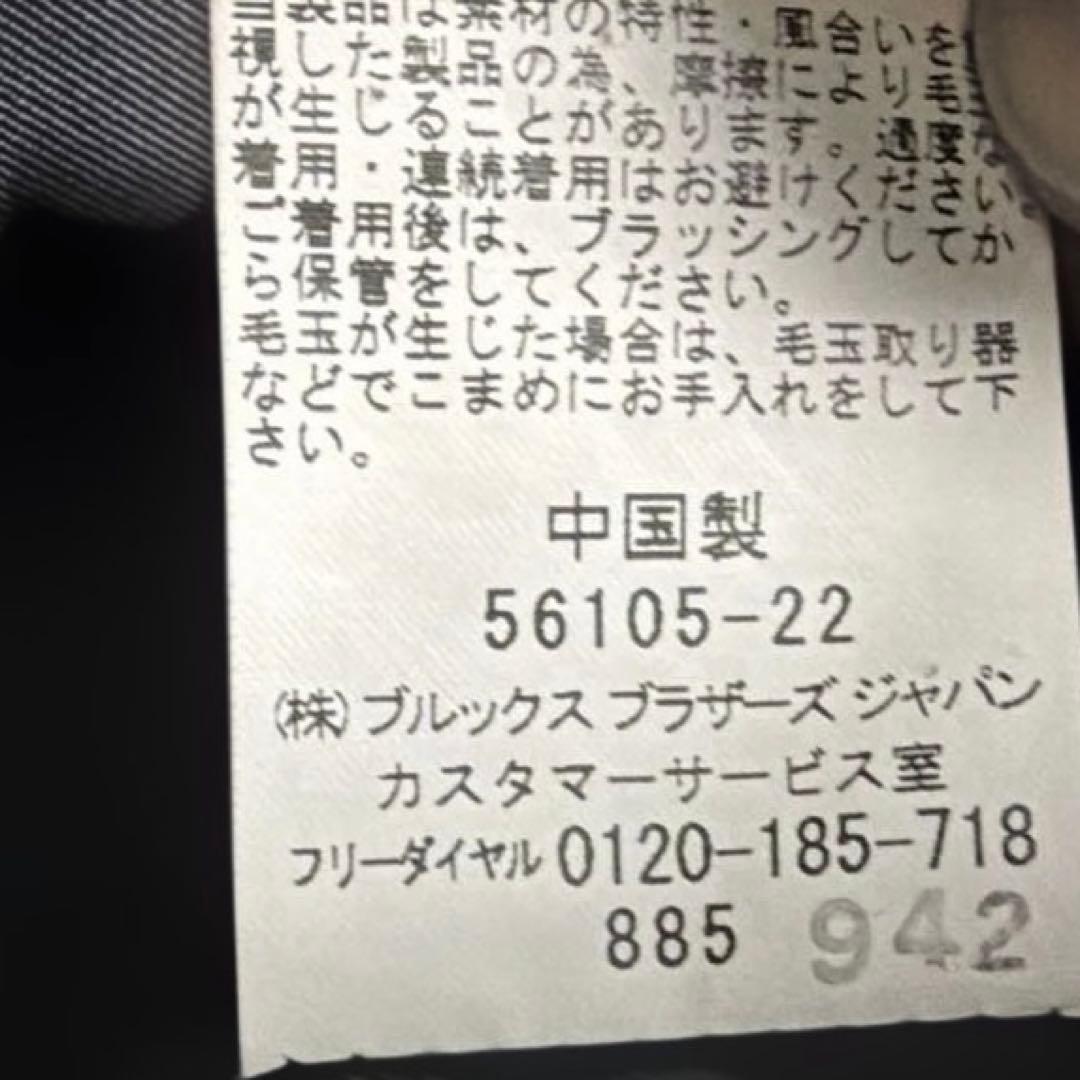 当製品は素材の特性・風合いを重
視した製品の為、摩擦により毛玉
が生じることがあります。過度な
着用・連続着用はお避けください。
ご着用後は、ブラッシングしてか
ら保管をしてください。
毛玉が生じた場合は、毛玉取り器
などでこまめにお手入れをして下
さい。
中国製
56105-22
(株)ブルックス ブラザーズ ジャパン
カスタマーサービス室
フリーダイヤル 0120-185-718
885 942